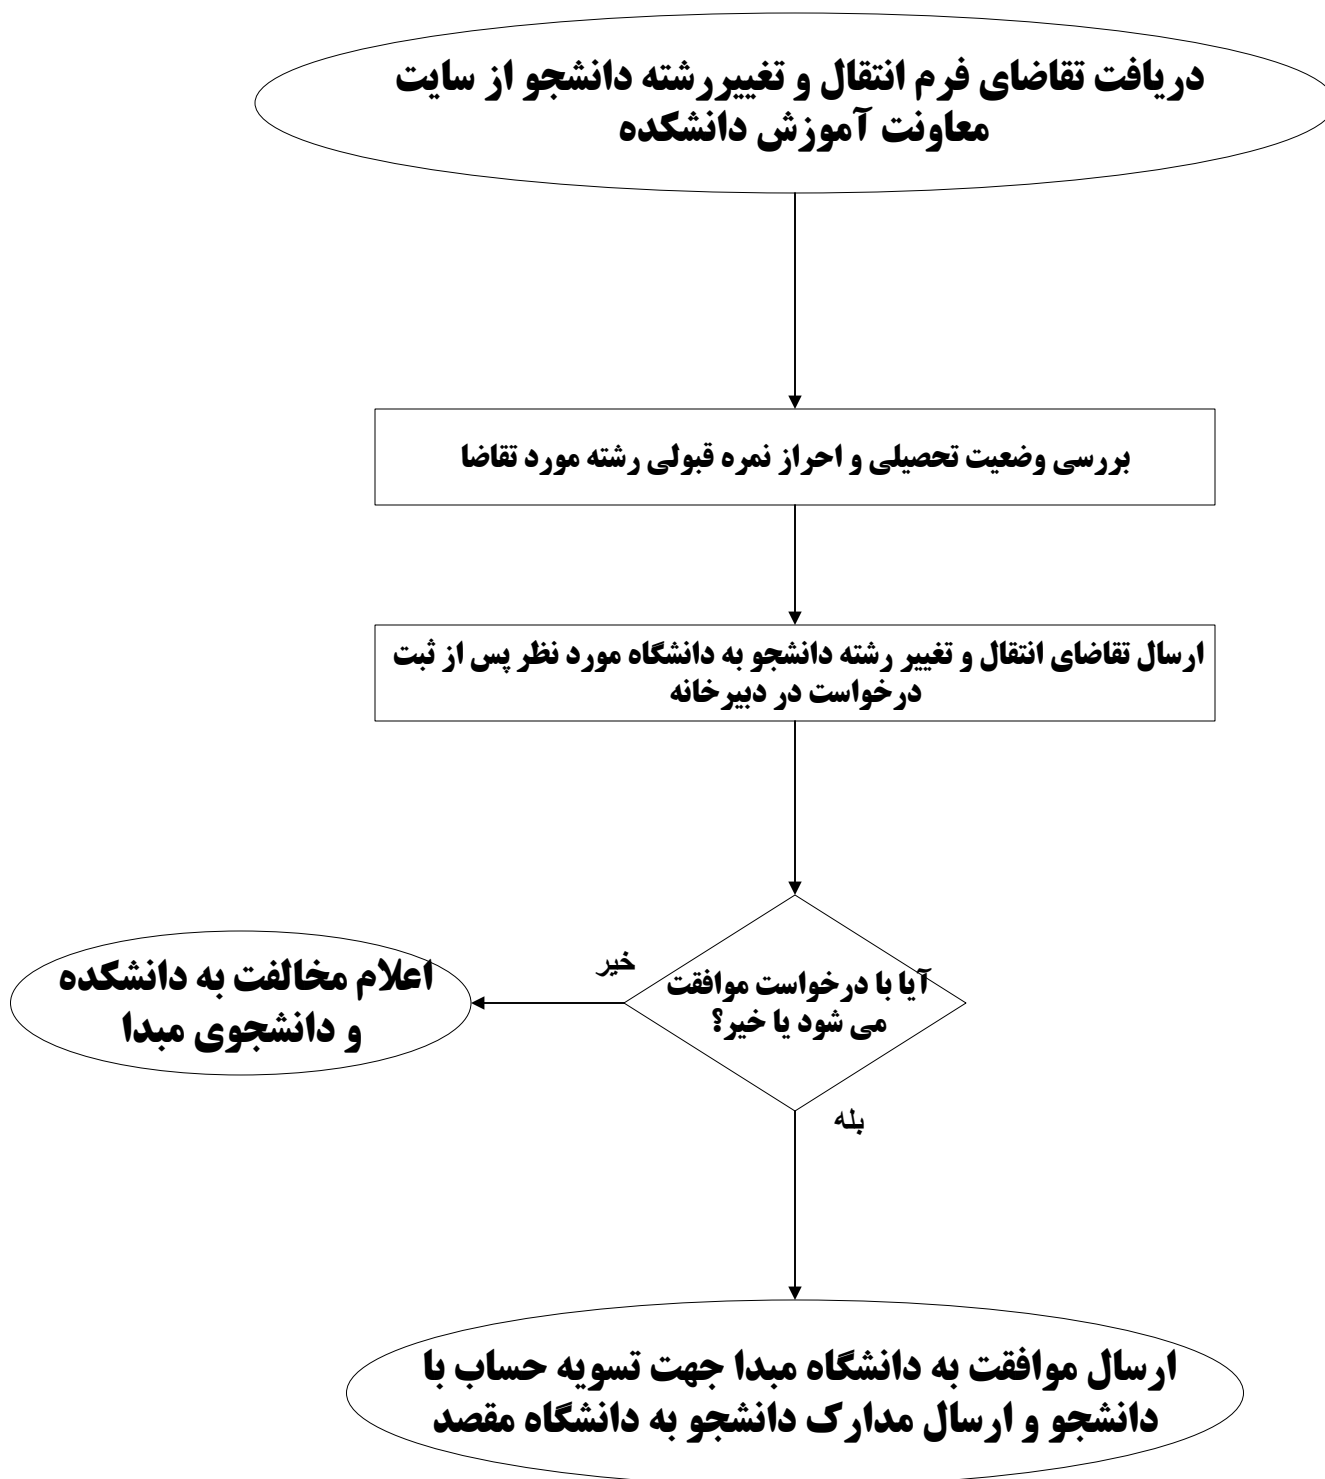 دریافت تقاضای فرم انتقال و تغییررشته دانشجو از سایت
معاونت آموزش دانشکده
بررسی وضعیت تحصیلی و احراز نمره قبولی رشته مورد تقاضا
ارسال تقاضای انتقال و تغییر رشته دانشجو به دانشگاه مورد نظر پس از ثبت
درخواست در دبیرخانه
آیا با درخواست موافقت
می شود یا خیر؟
خیر
اعلام مخالفت به دانشکده
و دانشجوی مبدا
بله
ارسال موافقت به دانشگاه مبدا جهت تسویه حساب با
دانشجو و ارسال مدارک دانشجو به دانشگاه مقصد